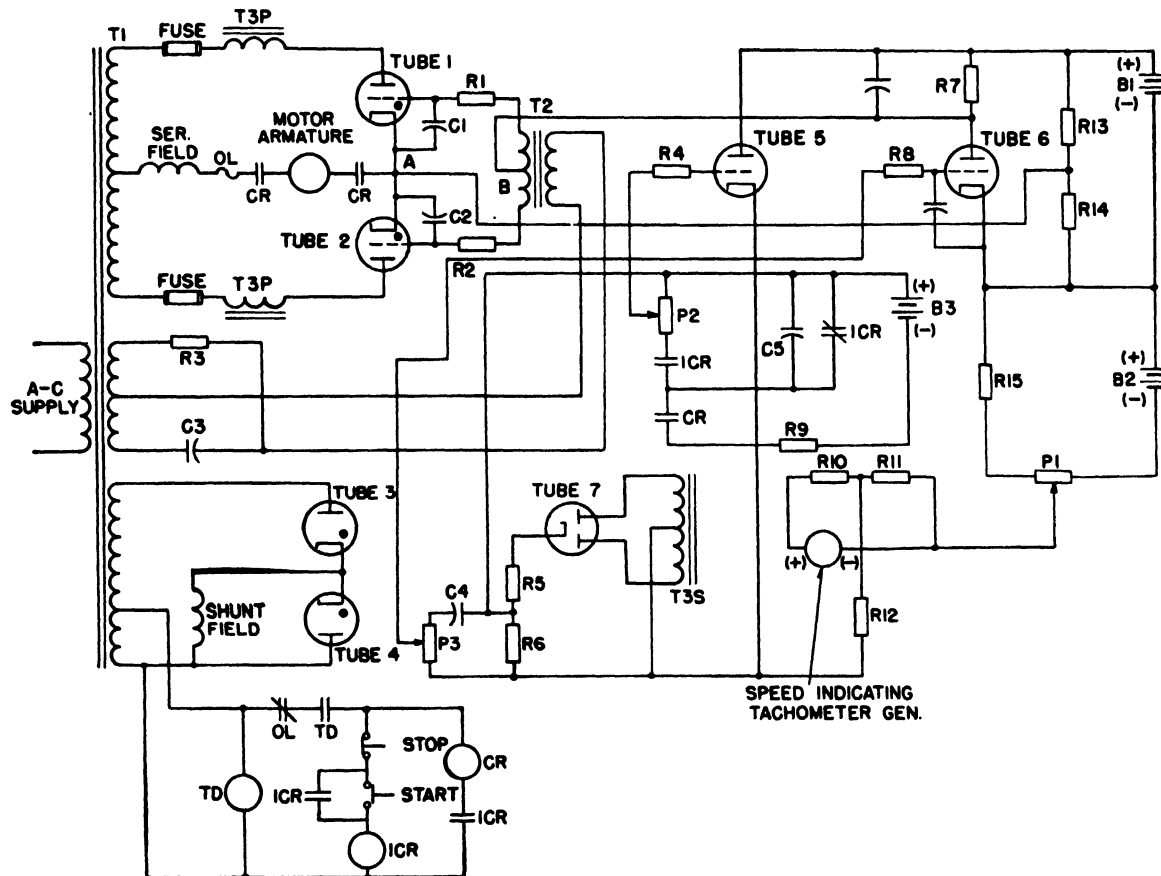 T1
FUSE
T3P
TUBE 1
R1
T2
C1
MOTOR
ARMATURE
SER.
FIELD
OL
CR
CR
A
B
C2
TUBE 2
R2
FUSE
T3P
R3
A-C
SUPPLY
C3
TUBE 3
SHUNT
FIELD
TUBE 4
OL
TD
STOP
CR
TD
1CR
START
1CR
1CR
R4
TUBE 5
R7
TUBE 6
R8
R13
R14
(+)
B1
(-)
P2
1CR
C5
1CR
(+)
B3
(-)
CR
R9
R15
(+)
B2
(-)
P1
R10
R11
(+)
(-)
R12
SPEED INDICATING
TACHOMETER GEN.
TUBE 7
T3S
R5
C4
P3
R6